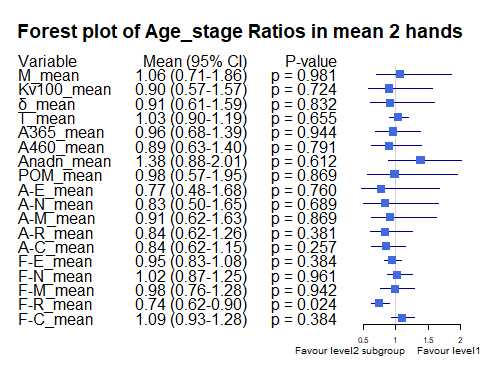 Forest plot of Age_stage Ratios in mean 2 hands
Variable Mean (95% CI) P-value
M_mean 1.06 (0.71-1.86) p = 0.981
Kv100_mean 0.90 (0.57-1.57) p = 0.724
δ_mean 0.91 (0.61-1.59) p = 0.832
T_mean 1.03 (0.90-1.19) p = 0.655
A365_mean 0.96 (0.68-1.39) p = 0.944
A460_mean 0.89 (0.63-1.40) p = 0.791
Anadn_mean 1.38 (0.88-2.01) p = 0.612
POM_mean 0.98 (0.57-1.95) p = 0.869
A-E_mean 0.77 (0.48-1.68) p = 0.760
A-N_mean 0.83 (0.50-1.65) p = 0.689
A-M_mean 0.91 (0.62-1.63) p = 0.869
A-R_mean 0.84 (0.62-1.26) p = 0.381
A-C_mean 0.84 (0.62-1.15) p = 0.257
F-E_mean 0.95 (0.83-1.08) p = 0.384
F-N_mean 1.02 (0.87-1.25) p = 0.961
F-M_mean 0.98 (0.76-1.28) p = 0.942
F-R_mean 0.74 (0.62-0.90) p = 0.024
F-C_mean 1.09 (0.93-1.28) p = 0.384
0.5 1 1.5 2
Favour level2 subgroup Favour level1